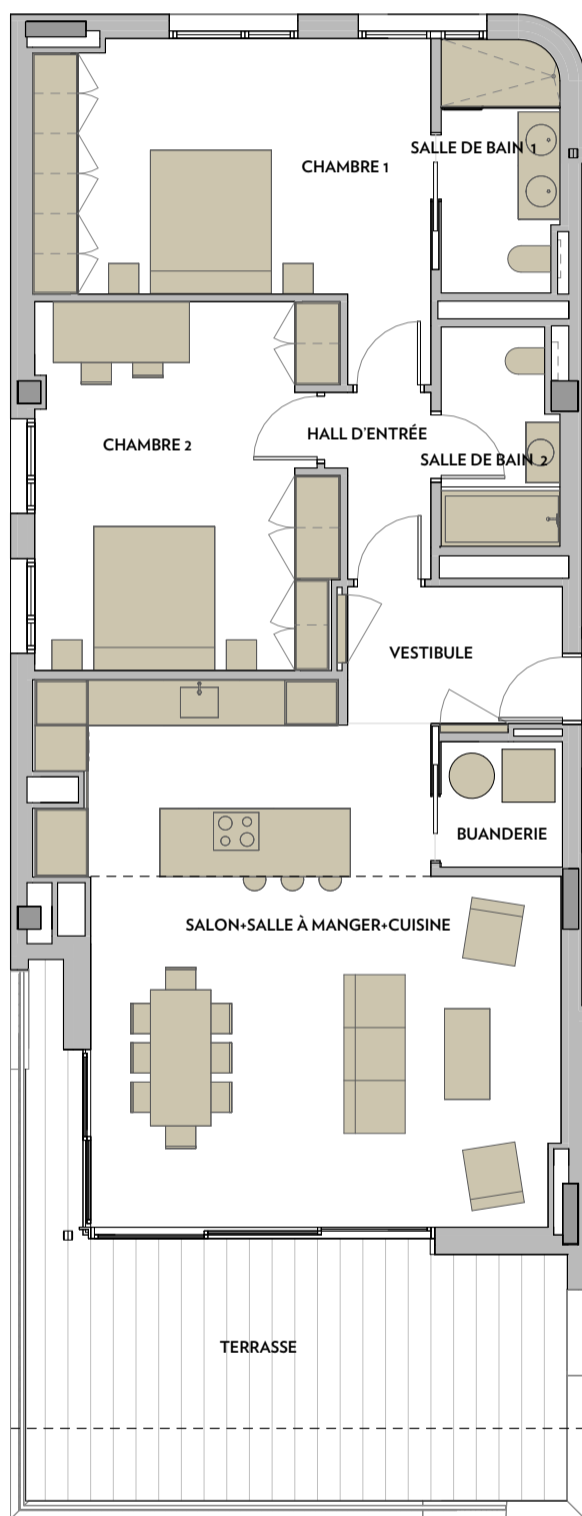 SALLE DE BAIN 1
CHAMBRE 1
HALL D'ENTRÉE
CHAMBRE 2
SALLE DE BAIN 2
VESTIBULE
BUANDERIE
SALON+SALLE À MANGER+CUISINE
TERRASSE